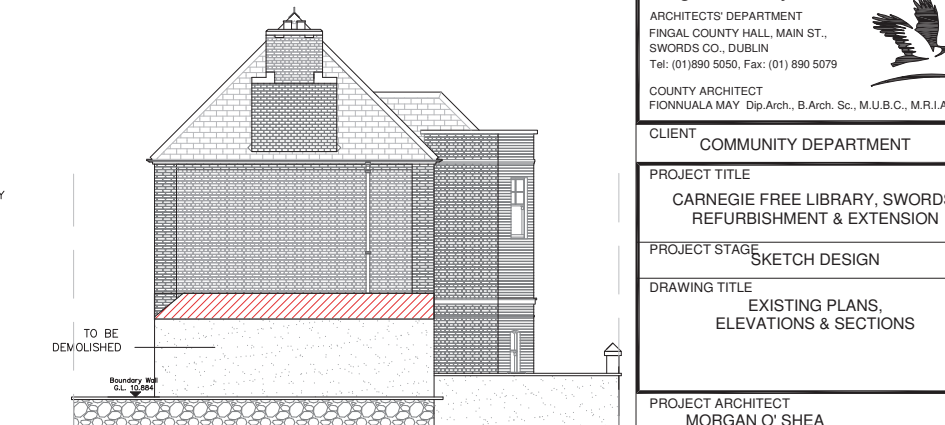 TO BE
DEMOLISHED
Boundary Wall
G.L. 10.884
ARCHITECTS' DEPARTMENT
FINGAL COUNTY HALL, MAIN ST.,
SWORDS CO., DUBLIN
Tel: (01)890 5050, Fax: (01) 890 5079
COUNTY ARCHITECT
FIONNUALA MAY Dip.Arch., B.Arch. Sc., M.U.B.C., M.R.I.A
CLIENT
COMMUNITY DEPARTMENT
PROJECT TITLE
CARNEGIE FREE LIBRARY, SWORDS
REFURBISHMENT & EXTENSION
PROJECT STAGE
SKETCH DESIGN
DRAWING TITLE
EXISTING PLANS,
ELEVATIONS & SECTIONS
PROJECT ARCHITECT
MORGAN O' SHEA